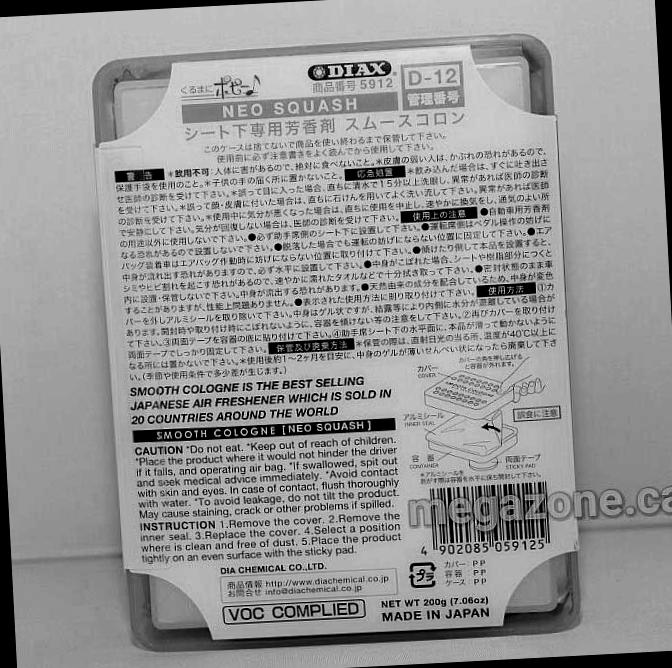 くるまにポピー♪
DIAX
商品番号 5912
D-12
管理番号
NEO SQUASH
シート下専用芳香剤 スムースコロン
このケースは捨てないで商品を使い終わるまで保管して下さい。
使用前に必ず注意書きをよく読んでから使用して下さい。
警告 *飲用不可：人体に害があるので、絶対に食べないこと。*皮膚の弱い人は、かぶれの恐れがあるので、
保護手袋を使用のこと。*子供の手の届く所に置かないこと。 応急処置 *飲み込んだ場合は、すぐに吐き出さ
せ医師の診断を受けて下さい。*誤って目に入った場合、直ちに清水で15分以上洗眼し、異常があれば医師の診断
を受けて下さい。*誤って顔・皮膚に付いた場合は、直ちに石けんを用いてよく洗い流して下さい。異常があれば医師
の診断を受けて下さい。*使用中に気分が悪くなった場合は、直ちに使用を中止し、速やかに換気をし、通気のよい所
で安静にして下さい。気分が回復しない場合は、医師の診断を受けて下さい。 使用上の注意 ●自動車用芳香剤
の用途以外に使用しないで下さい。●必ず助手席側のシート下に設置して下さい。●運転席側はペダル操作の妨げに
なる恐れがあるので設置しないで下さい。●脱落した場合でも運転の妨げにならない位置に固定して下さい。●エア
バッグ装着車はエアバッグ作動時に妨げにならない位置に取り付けて下さい。●傾けたり倒して本品を設置すると、
中身が流れ出す恐れがありますので、必ず水平に設置して下さい。●中身がこぼれた場合、シートや樹脂部分につくと
シミやヒビ割れを起こす恐れがあるので、速やかに濡れたタオルなどで十分拭き取って下さい。●密封状態のまま車
内に設置・保管しないで下さい。中身が流出する恐れがあります。●天然由来の成分を配合しているため、中身が変色
することがありますが、性能上問題ありません。●表示された使用方法に則り取り付けて下さい。 使用方法 ①カ
バーを外しアルミシールを取り除いて下さい。中身はゲル状ですが、結露等により内側に水分が遊離している場合が
あります。開封時や取り付け時にこぼれないように、容器を傾けない等の注意をして下さい。②再びカバーを取り付け
て下さい。③両面テープを容器の底に貼り付けて下さい。④助手席シート下の水平面に、本品が滑って動かないように
両面テープでしっかり固定して下さい。 保管及び廃棄方法 *保管の際は、直射日光の当る所、温度が40℃以上に
なる所には置かないで下さい。*使用後約1〜2ヶ月を目安に、中身のゲルが薄いせんべい状になったら廃棄して下さ
い。(季節や使用条件で多少差が生じます。)
SMOOTH COLOGNE IS THE BEST SELLING
JAPANESE AIR FRESHENER WHICH IS SOLD IN
20 COUNTRIES AROUND THE WORLD
SMOOTH COLOGNE [NEO SQUASH]
CAUTION *Do not eat. *Keep out of reach of children.
*Place the product where it would not hinder the driver
if it falls, and operating air bag. *If swallowed, spit out
and seek medical advice immediately. *Avoid contact
with skin and eyes. In case of contact, flush thoroughly
with water. *To avoid leakage, do not tilt the product.
May cause staining, crack or other problems if spilled.
INSTRUCTION 1.Remove the cover. 2.Remove the
inner seal. 3.Replace the cover. 4.Select a position
where is clean and free of dust. 5.Place the product
tightly on an even surface with the sticky pad.
DIA CHEMICAL CO.,LTD.
商品情報 http://www.diachemical.co.jp
お問合せ info@diachemical.co.jp
VOC COMPLIED
カバーの角を押し広げる
と容器が外れます。
カバー
COVER
アルミシール
INNER SEAL
誤食に注意
容器
CONTAINER
両面テープ
STICKY PAD
*アルミシールを
剥がす際は容器を水平に保ち開封して下さい。
megazone.ca
4 902085 059125
プラ
カバー：PP
容器：PP
ケース：PP
NET WT 200g (7.06oz)
MADE IN JAPAN